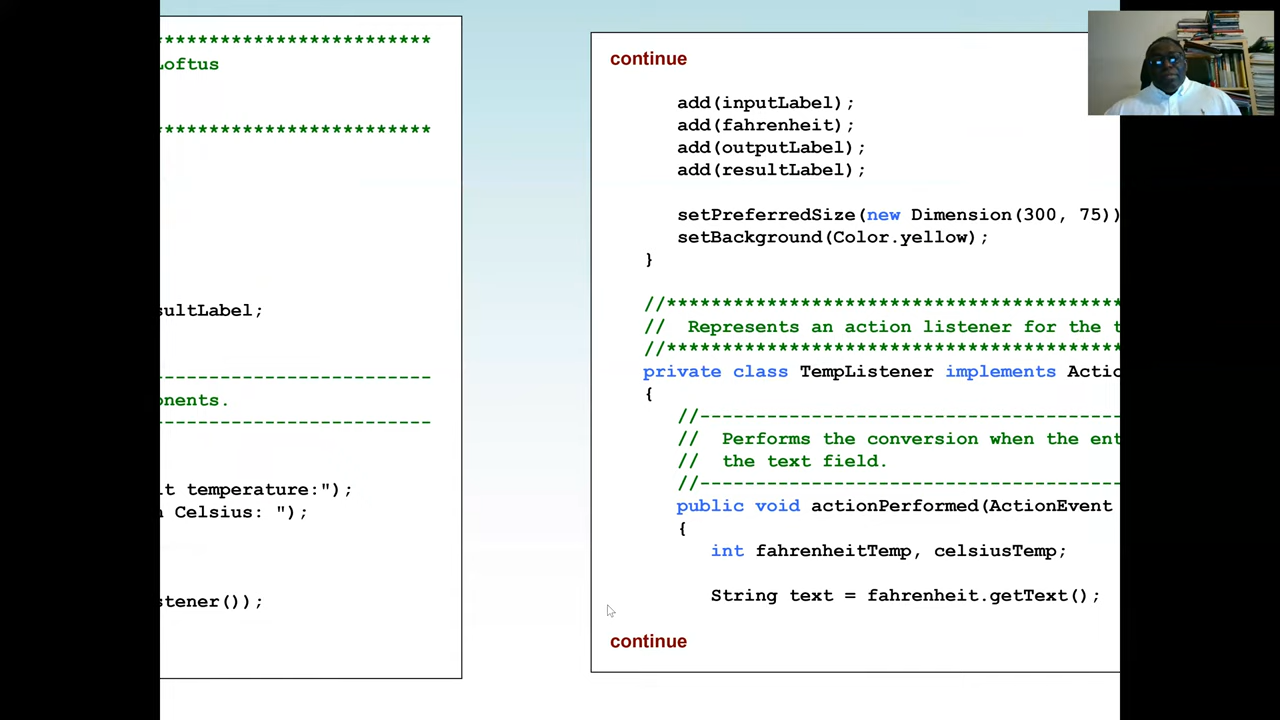 *************************
Loftus
*************************
sultLabel;
-------------------------
onents.
-------------------------
it temperature:");
n Celsius: ");
stener());
continue
add(inputLabel);
add(fahrenheit);
add(outputLabel);
add(resultLabel);
setPreferredSize(new Dimension(300, 75))
setBackground(Color.yellow);
}
//*****************************************
// Represents an action listener for the t
//*****************************************
private class TempListener implements Actio
{
//--------------------------------------
// Performs the conversion when the ent
// the text field.
//--------------------------------------
public void actionPerformed(ActionEvent
{
int fahrenheitTemp, celsiusTemp;
String text = fahrenheit.getText();
continue